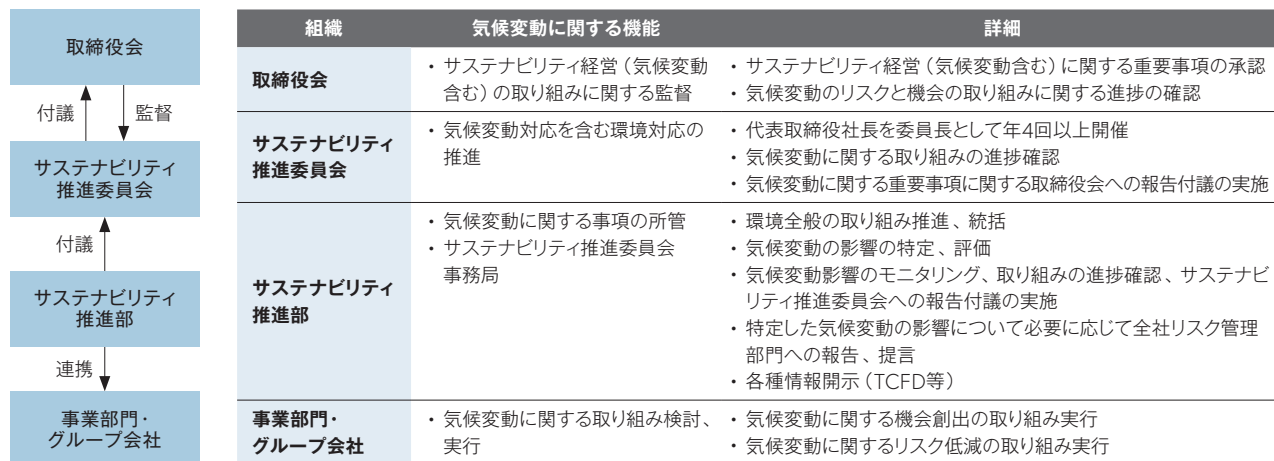 取締役会
付議
監督
サステナビリティ
推進委員会
付議
サステナビリティ
推進部
連携
事業部門・
グループ会社
組織
気候変動に関する機能
詳細
取締役会
・サステナビリティ経営(気候変動
含む)の取り組みに関する監督
・サステナビリティ経営(気候変動含む)に関する重要事項の承認
・気候変動のリスクと機会の取り組みに関する進捗の確認
サステナビリティ
推進委員会
・気候変動対応を含む環境対応の
推進
・代表取締役社長を委員長として年4回以上開催
・気候変動に関する取り組みの進捗確認
・気候変動に関する重要事項に関する取締役会への報告付議の実施
サステナビリティ
推進部
・気候変動に関する事項の所管
・サステナビリティ推進委員会
事務局
・環境全般の取り組み推進、統括
・気候変動の影響の特定、評価
・気候変動影響のモニタリング、取り組みの進捗確認、サステナビ
リティ推進委員会への報告付議の実施
・特定した気候変動の影響について必要に応じて全社リスク管理
部門への報告、提言
・各種情報開示(TCFD等)
事業部門・
グループ会社
・気候変動に関する取り組み検討、
実行
・気候変動に関する機会創出の取り組み実行
・気候変動に関するリスク低減の取り組み実行